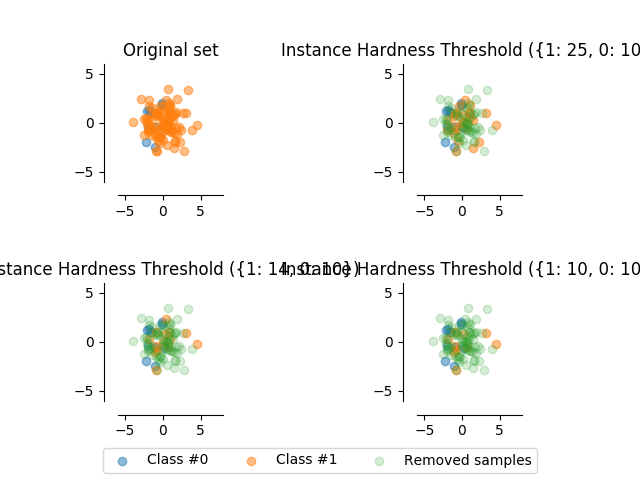 Original set
Instance Hardness Threshold ({1: 25, 0: 10
5
0
−5
−5 0 5
5
0
−5
−5 0 5
stance Hardness Threshold ({1: 14, 0: 10})
Instance Hardness Threshold ({1: 10, 0: 10
5
0
−5
−5 0 5
5
0
−5
−5 0 5
Class #0 Class #1 Removed samples